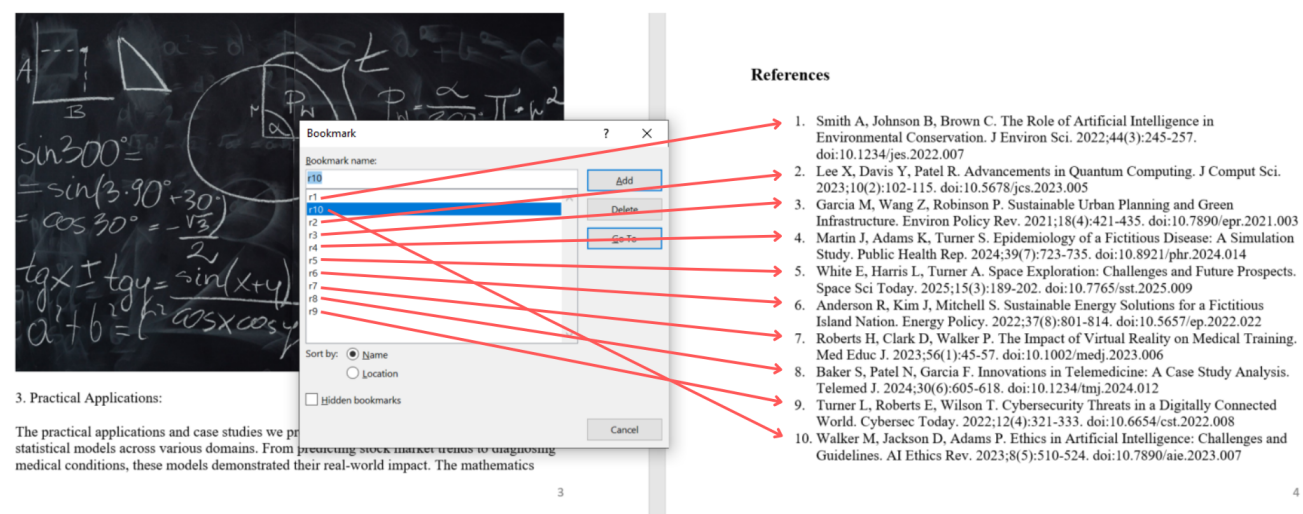 A
B
sin300°=
=sin(3·90°+30°)
= cos 30° = -√3/2
tgx ± tgy = sin(x+y)
cosx cosy
a²+b²=
t
r
α
Bookmark
?
Bookmark name:
r10
Add
r1
r10
Delete
r2
r3
Go To
r4
r5
r6
r7
r8
r9
Sort by:
Name
Location
Hidden bookmarks
Cancel
3. Practical Applications:
The practical applications and case studies we pr
statistical models across various domains. From predicting stock market trends to diagnosing
medical conditions, these models demonstrated their real-world impact. The mathematics
3
References
1. Smith A, Johnson B, Brown C. The Role of Artificial Intelligence in
Environmental Conservation. J Environ Sci. 2022;44(3):245-257.
doi:10.1234/jes.2022.007
2. Lee X, Davis Y, Patel R. Advancements in Quantum Computing. J Comput Sci.
2023;10(2):102-115. doi:10.5678/jcs.2023.005
3. Garcia M, Wang Z, Robinson P. Sustainable Urban Planning and Green
Infrastructure. Environ Policy Rev. 2021;18(4):421-435. doi:10.7890/epr.2021.003
4. Martin J, Adams K, Turner S. Epidemiology of a Fictitious Disease: A Simulation
Study. Public Health Rep. 2024;39(7):723-735. doi:10.8921/phr.2024.014
5. White E, Harris L, Turner A. Space Exploration: Challenges and Future Prospects.
Space Sci Today. 2025;15(3):189-202. doi:10.7765/sst.2025.009
6. Anderson R, Kim J, Mitchell S. Sustainable Energy Solutions for a Fictitious
Island Nation. Energy Policy. 2022;37(8):801-814. doi:10.5657/ep.2022.022
7. Roberts H, Clark D, Walker P. The Impact of Virtual Reality on Medical Training.
Med Educ J. 2023;56(1):45-57. doi:10.1002/medj.2023.006
8. Baker S, Patel N, Garcia F. Innovations in Telemedicine: A Case Study Analysis.
Telemed J. 2024;30(6):605-618. doi:10.1234/tmj.2024.012
9. Turner L, Roberts E, Wilson T. Cybersecurity Threats in a Digitally Connected
World. Cybersec Today. 2022;12(4):321-333. doi:10.6654/cst.2022.008
10. Walker M, Jackson D, Adams P. Ethics in Artificial Intelligence: Challenges and
Guidelines. AI Ethics Rev. 2023;8(5):510-524. doi:10.7890/aie.2023.007
4